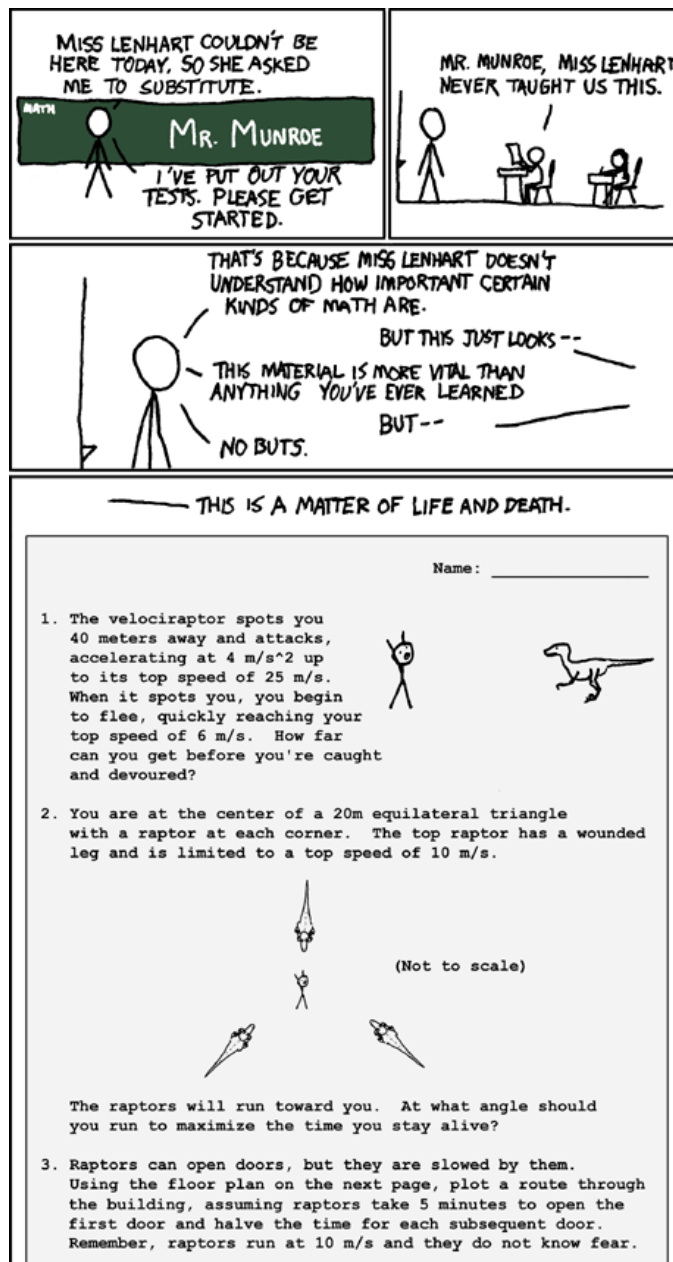 MISS LENHART COULDN'T BE
HERE TODAY, SO SHE ASKED
ME TO SUBSTITUTE.
MATH
MR. MUNROE
I'VE PUT OUT YOUR
TESTS. PLEASE GET
STARTED.
MR. MUNROE, MISS LENHART
NEVER TAUGHT US THIS.
THAT'S BECAUSE MISS LENHART DOESN'T
UNDERSTAND HOW IMPORTANT CERTAIN
KINDS OF MATH ARE.
BUT THIS JUST LOOKS --
THIS MATERIAL IS MORE VITAL THAN
ANYTHING YOU'VE EVER LEARNED
BUT--
NO BUTS.
THIS IS A MATTER OF LIFE AND DEATH.
Name:
1. The velociraptor spots you
40 meters away and attacks,
accelerating at 4 m/s^2 up
to its top speed of 25 m/s.
When it spots you, you begin
to flee, quickly reaching your
top speed of 6 m/s. How far
can you get before you're caught
and devoured?
2. You are at the center of a 20m equilateral triangle
with a raptor at each corner. The top raptor has a wounded
leg and is limited to a top speed of 10 m/s.
(Not to scale)
The raptors will run toward you. At what angle should
you run to maximize the time you stay alive?
3. Raptors can open doors, but they are slowed by them.
Using the floor plan on the next page, plot a route through
the building, assuming raptors take 5 minutes to open the
first door and halve the time for each subsequent door.
Remember, raptors run at 10 m/s and they do not know fear.